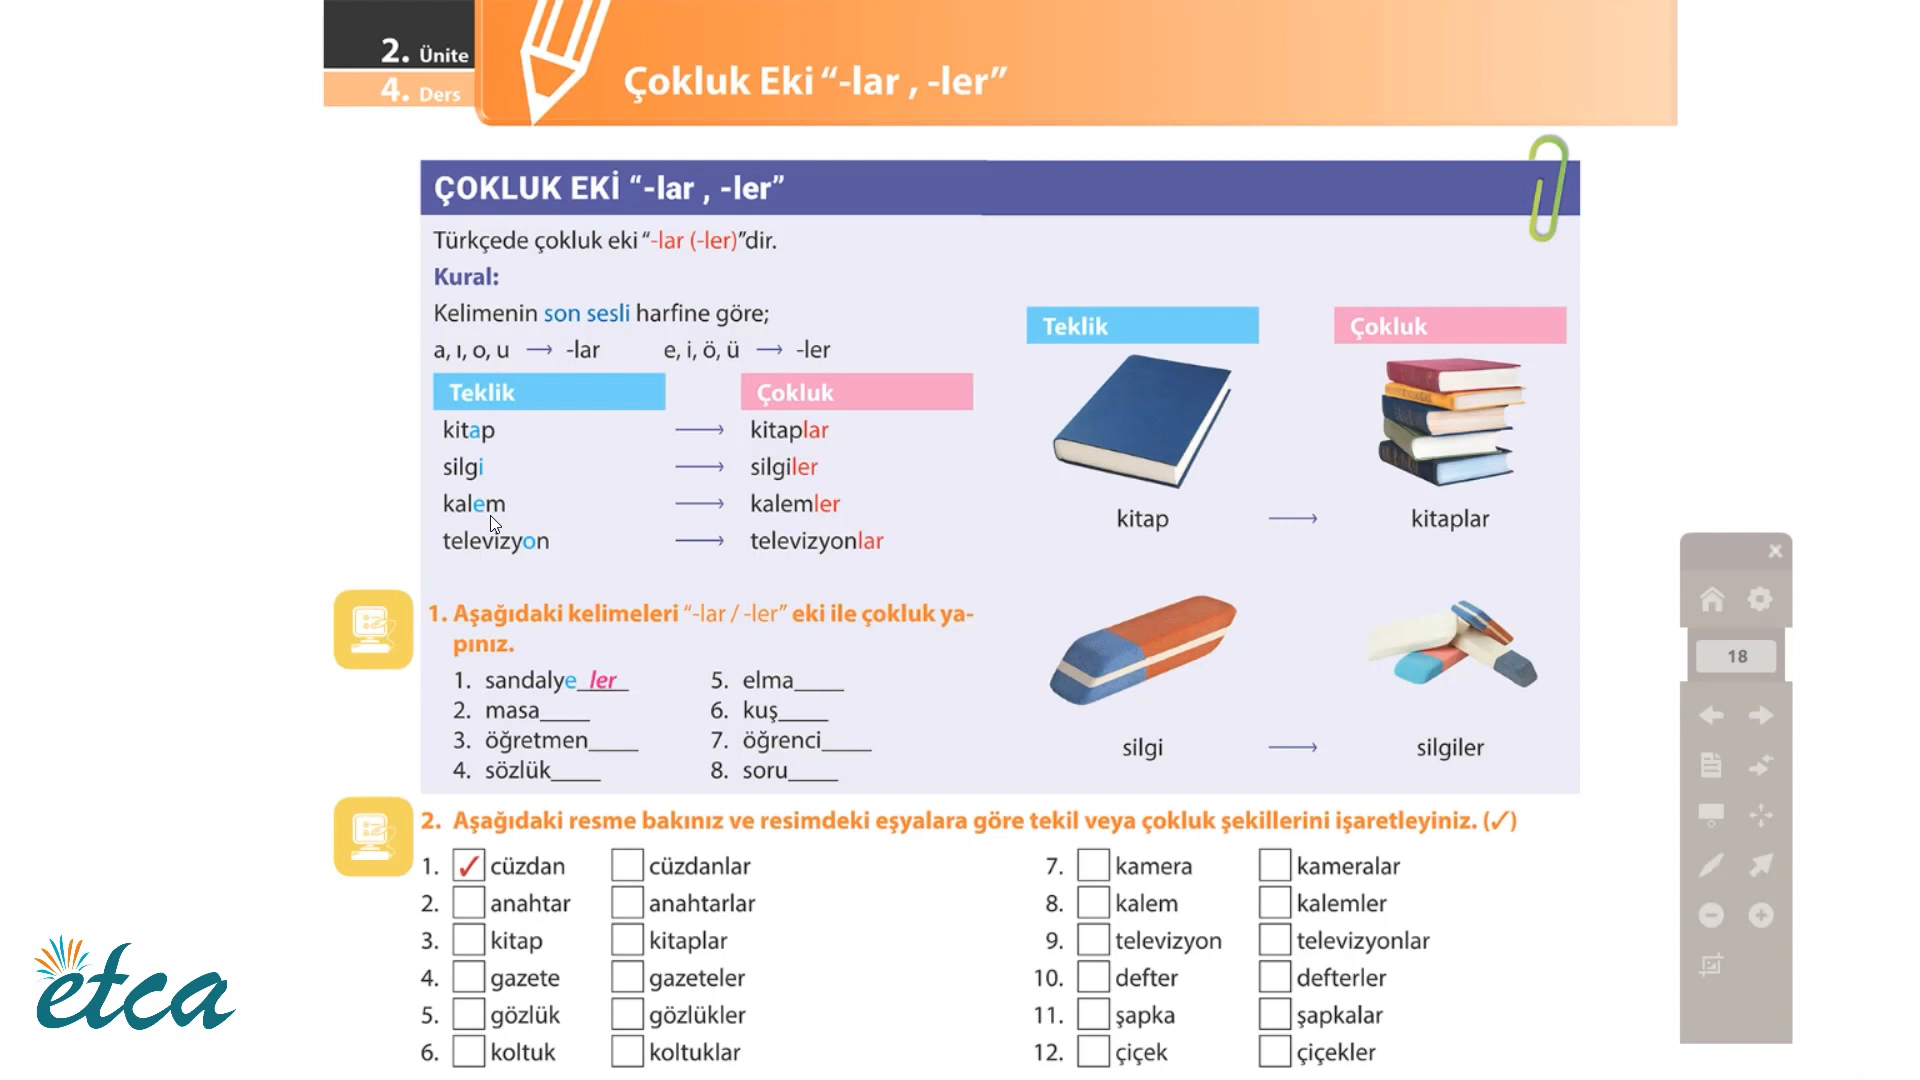 2. Ünite
4. Ders
Çokluk Eki “-lar , -ler”
ÇOKLUK EKİ “-lar , -ler”
Türkçede çokluk eki “-lar (-ler)”dir.
Kural:
Kelimenin son sesli harfine göre;
a, ı, o, u → -lar e, i, ö, ü → -ler
Teklik Çokluk
kitap → kitaplar
silgi → silgiler
kalem → kalemler
televizyon → televizyonlar
Teklik Çokluk
kitap → kitaplar
silgi → silgiler
1. Aşağıdaki kelimeleri “-lar / -ler” eki ile çokluk ya-
pınız.
1. sandalye_ler_ 5. elma____
2. masa____ 6. kuş____
3. öğretmen____ 7. öğrenci____
4. sözlük____ 8. soru____
2. Aşağıdaki resme bakınız ve resimdeki eşyalara göre tekil veya çokluk şekillerini işaretleyiniz. (✓)
1. ✓ cüzdan cüzdanlar
2. anahtar anahtarlar
3. kitap kitaplar
4. gazete gazeteler
5. gözlük gözlükler
6. koltuk koltuklar
7. kamera kameralar
8. kalem kalemler
9. televizyon televizyonlar
10. defter defterler
11. şapka şapkalar
12. çiçek çiçekler
18
etca